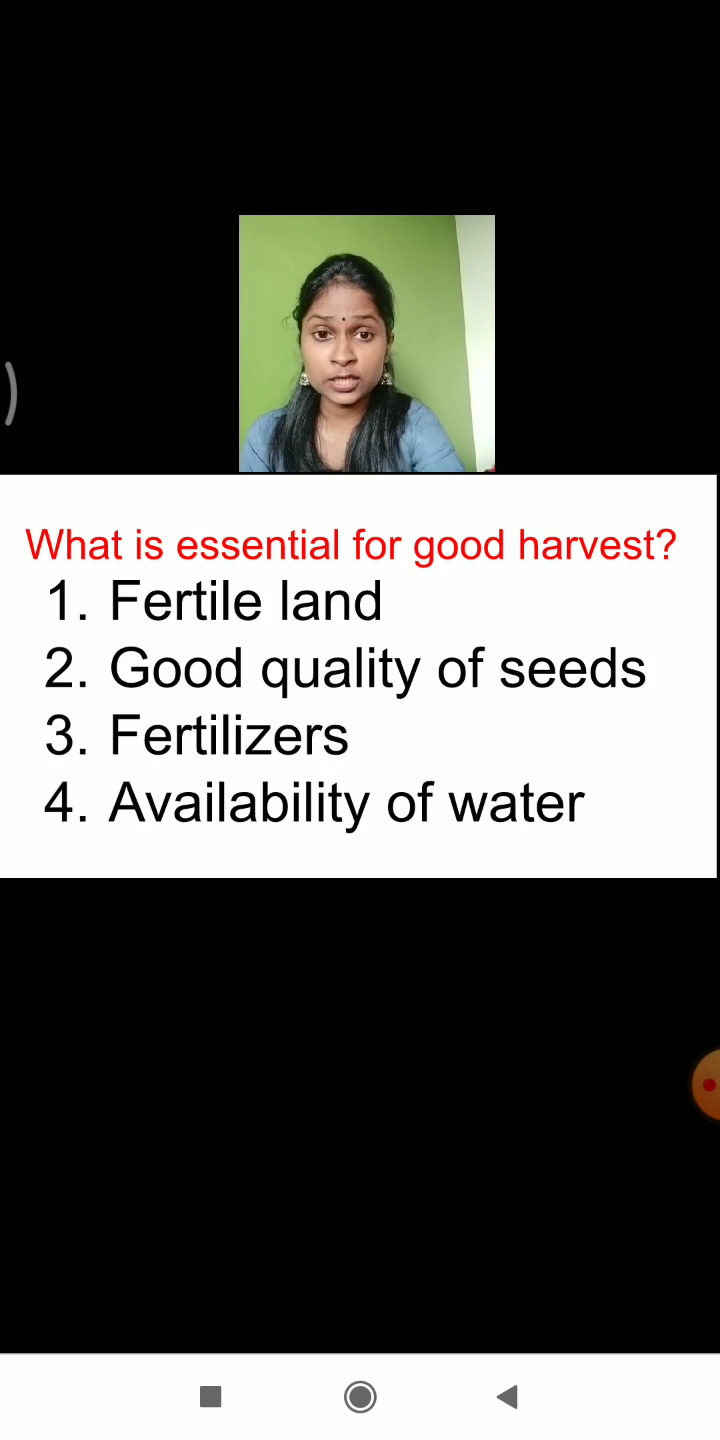 What is essential for good harvest?
1. Fertile land
2. Good quality of seeds
3. Fertilizers
4. Availability of water